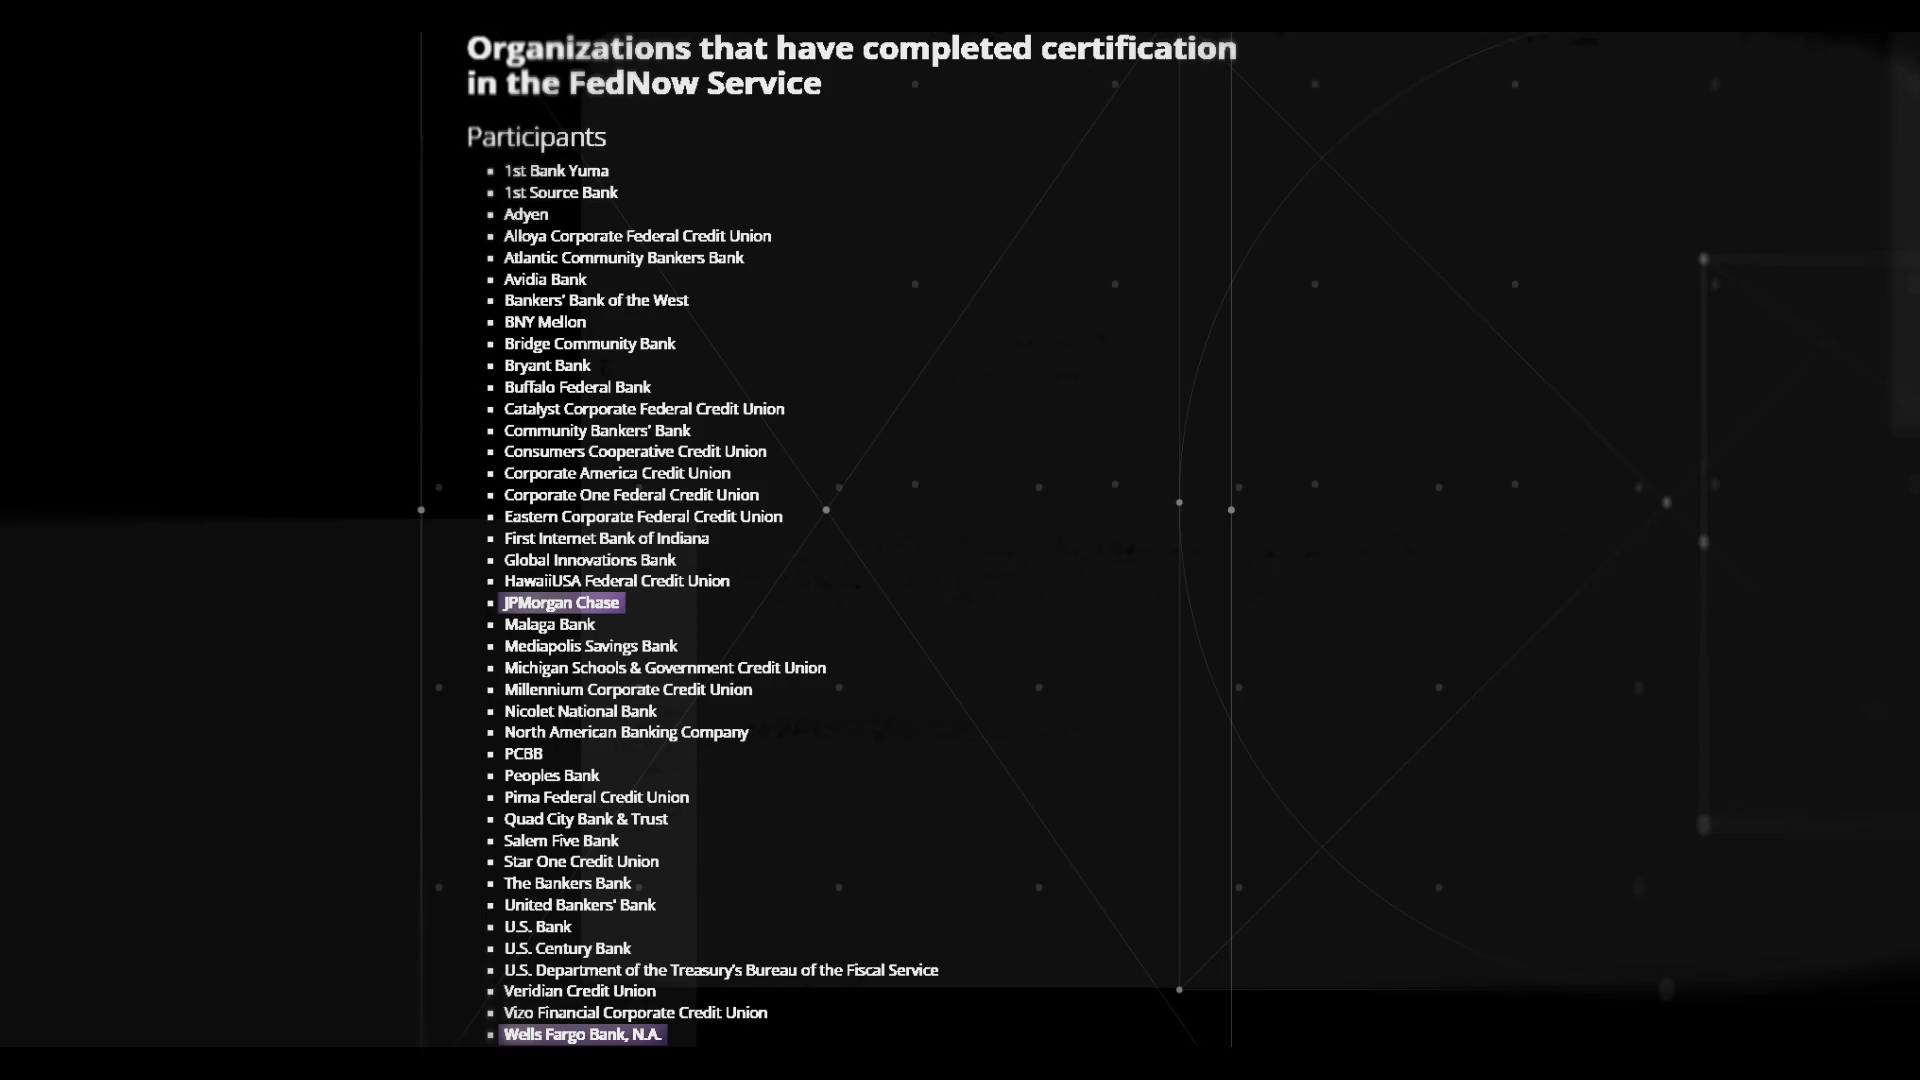 Organizations that have completed certification
in the FedNow Service
Participants
1st Bank Yuma
1st Source Bank
Adyen
Alloya Corporate Federal Credit Union
Atlantic Community Bankers Bank
Avidia Bank
Bankers' Bank of the West
BNY Mellon
Bridge Community Bank
Bryant Bank
Buffalo Federal Bank
Catalyst Corporate Federal Credit Union
Community Bankers' Bank
Consumers Cooperative Credit Union
Corporate America Credit Union
Corporate One Federal Credit Union
Eastern Corporate Federal Credit Union
First Internet Bank of Indiana
Global Innovations Bank
HawaiiUSA Federal Credit Union
JPMorgan Chase
Malaga Bank
Mediapolis Savings Bank
Michigan Schools & Government Credit Union
Millennium Corporate Credit Union
Nicolet National Bank
North American Banking Company
PCBB
Peoples Bank
Pima Federal Credit Union
Quad City Bank & Trust
Salem Five Bank
Star One Credit Union
The Bankers Bank
United Bankers' Bank
U.S. Bank
U.S. Century Bank
U.S. Department of the Treasury's Bureau of the Fiscal Service
Veridian Credit Union
Vizo Financial Corporate Credit Union
Wells Fargo Bank, N.A.